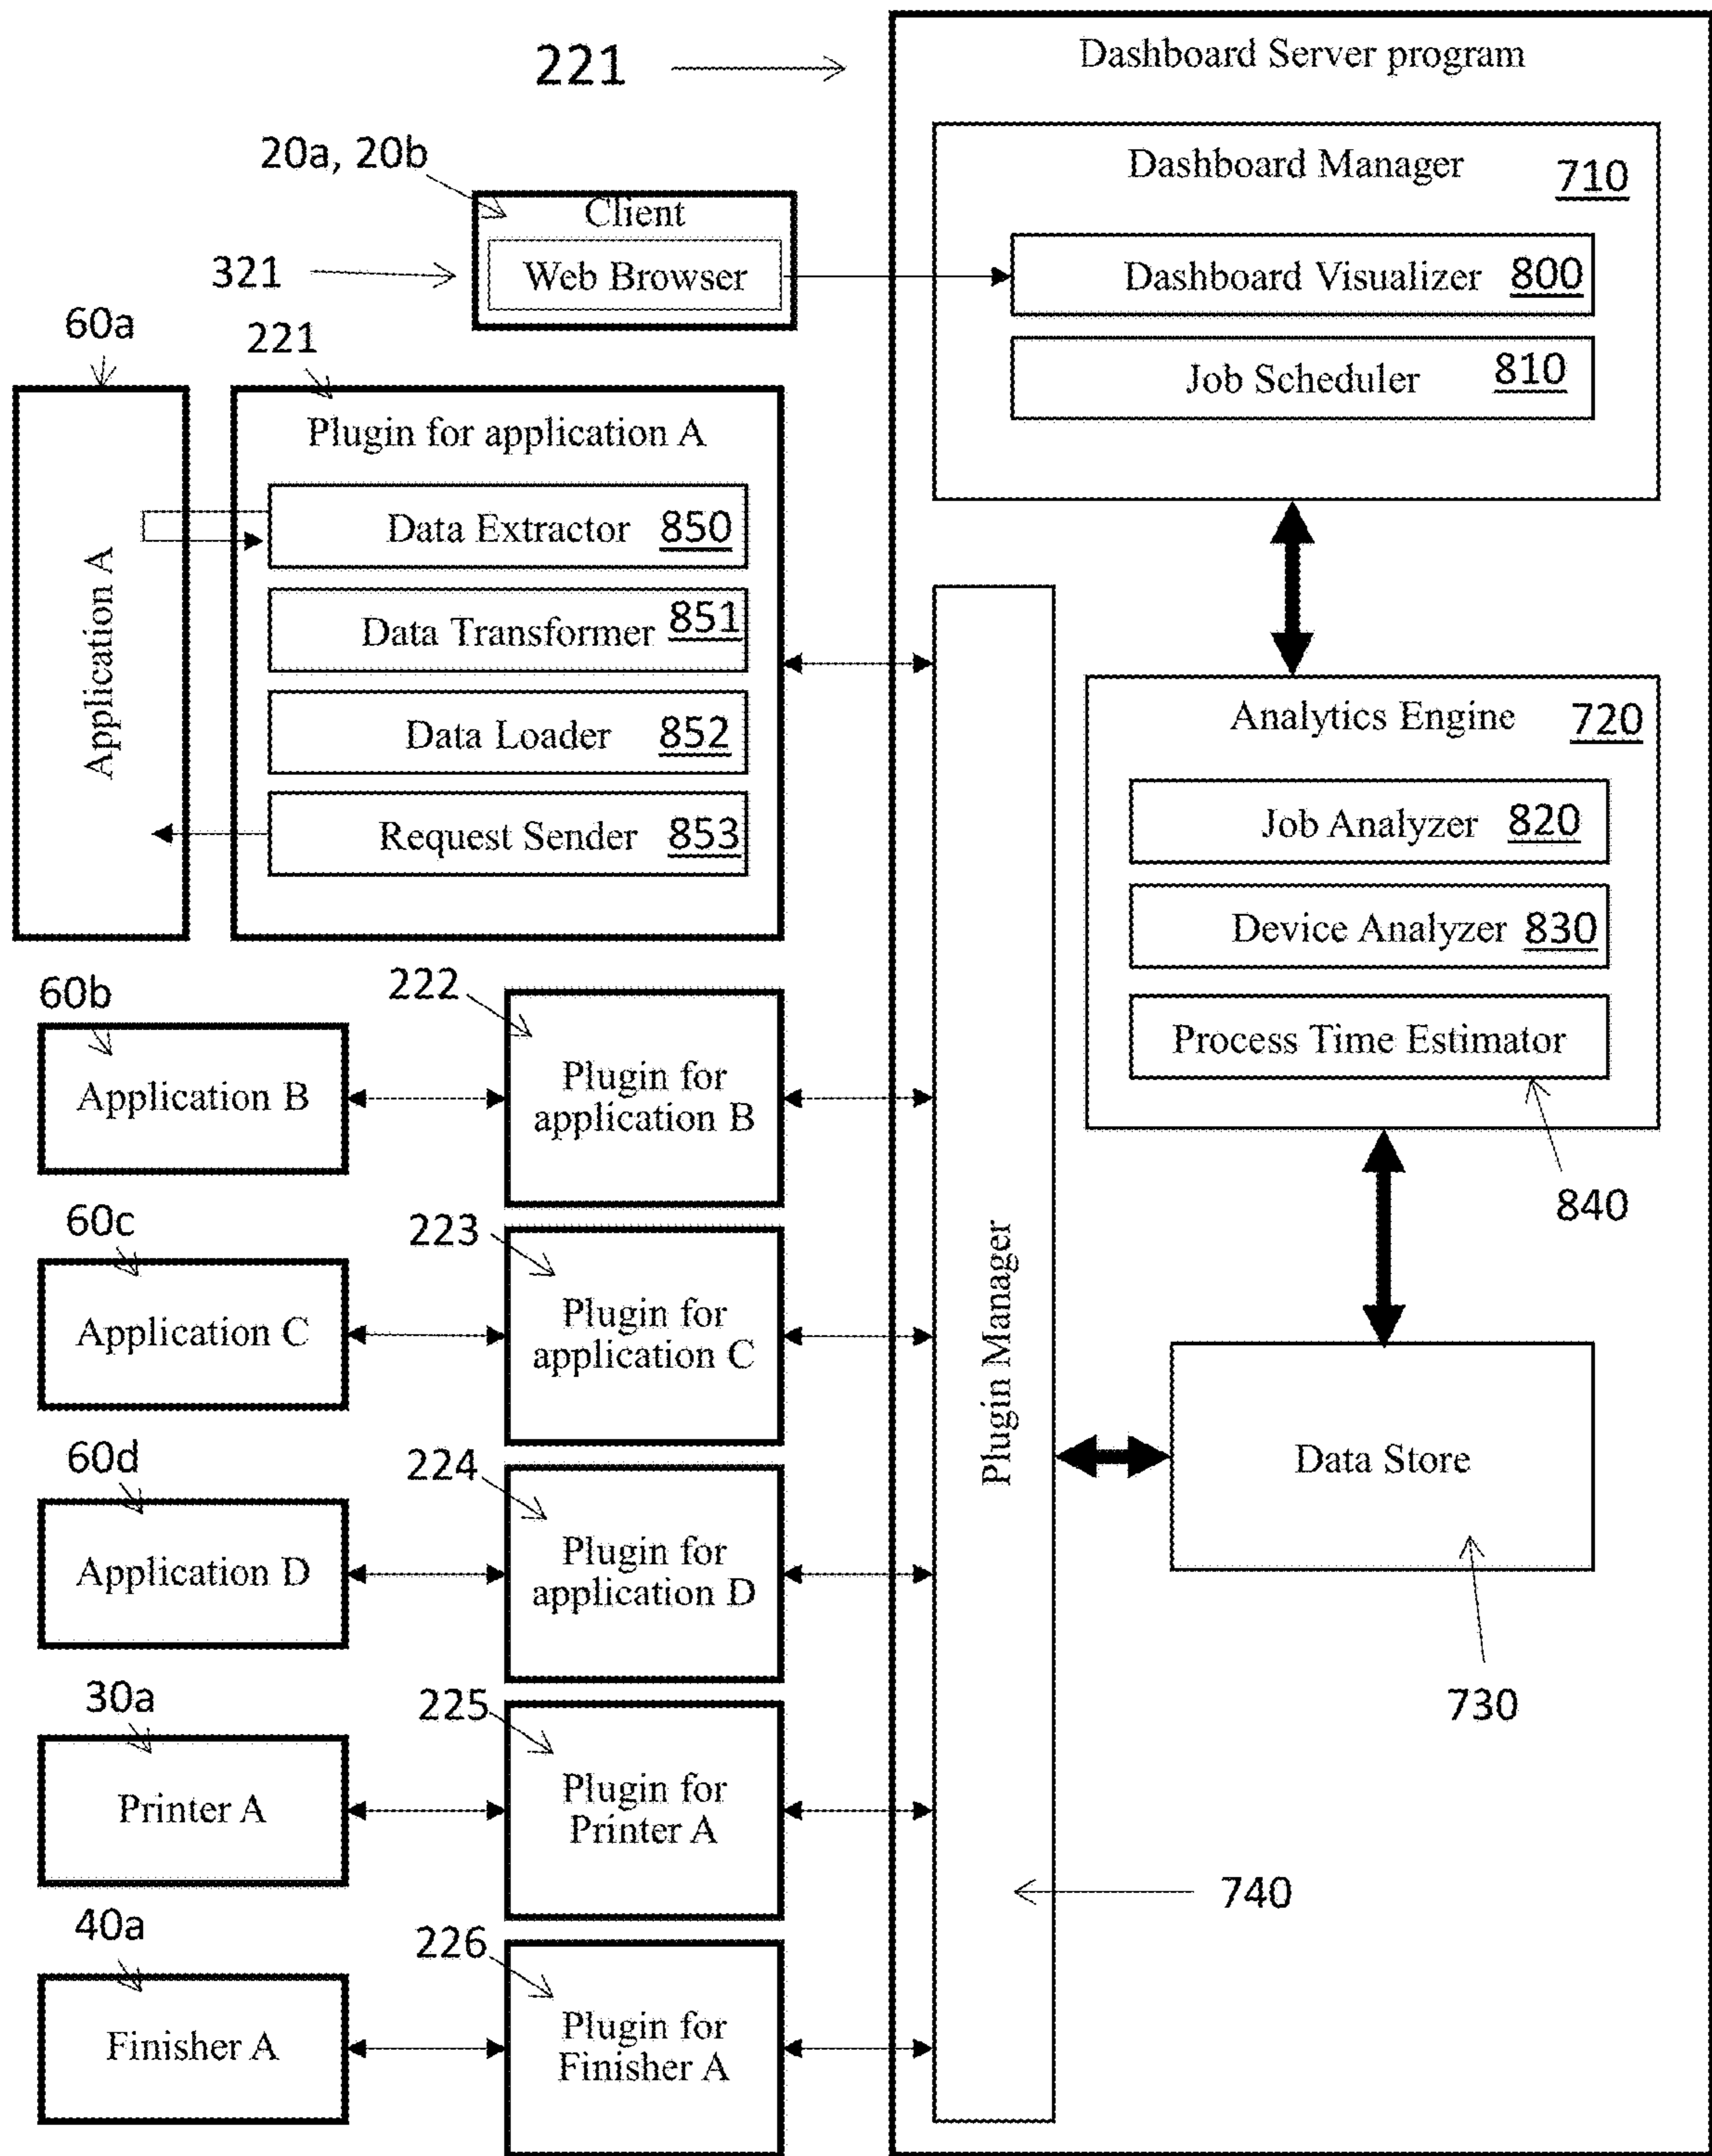 221
Dashboard Server program
20a, 20b
Dashboard Manager
710
Client
Web Browser
321
Dashboard Visualizer 800
Job Scheduler 810
60a
221
Application A
Plugin for application A
Data Extractor 850
Data Transformer 851
Data Loader 852
Request Sender 853
Analytics Engine 720
Job Analyzer 820
Device Analyzer 830
Process Time Estimator
840
60b
222
Application B
Plugin for
application B
60c
223
Application C
Plugin for
application C
Plugin Manager
Data Store
730
60d
224
Application D
Plugin for
application D
30a
225
Printer A
Plugin for
Printer A
740
40a
226
Finisher A
Plugin for
Finisher A